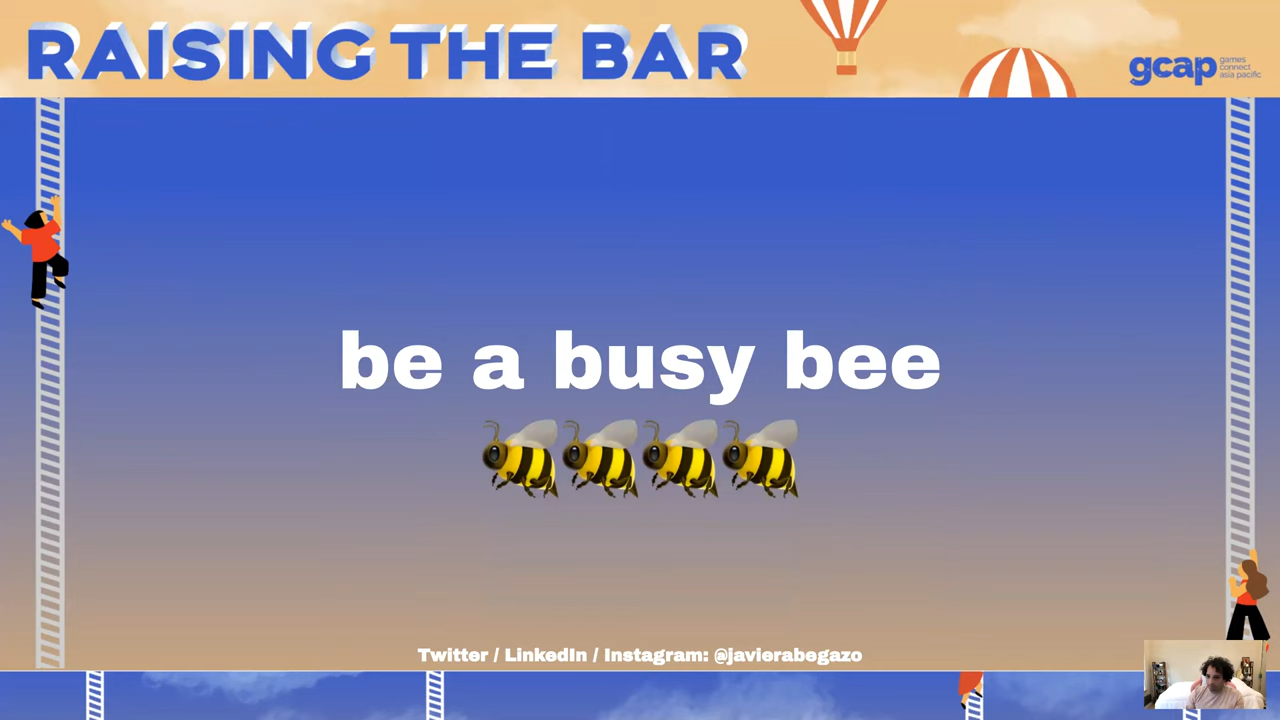 RAISING THE BAR
gcap games
connect
asia pacific
be a busy bee
Twitter / LinkedIn / Instagram: @javierabegazo